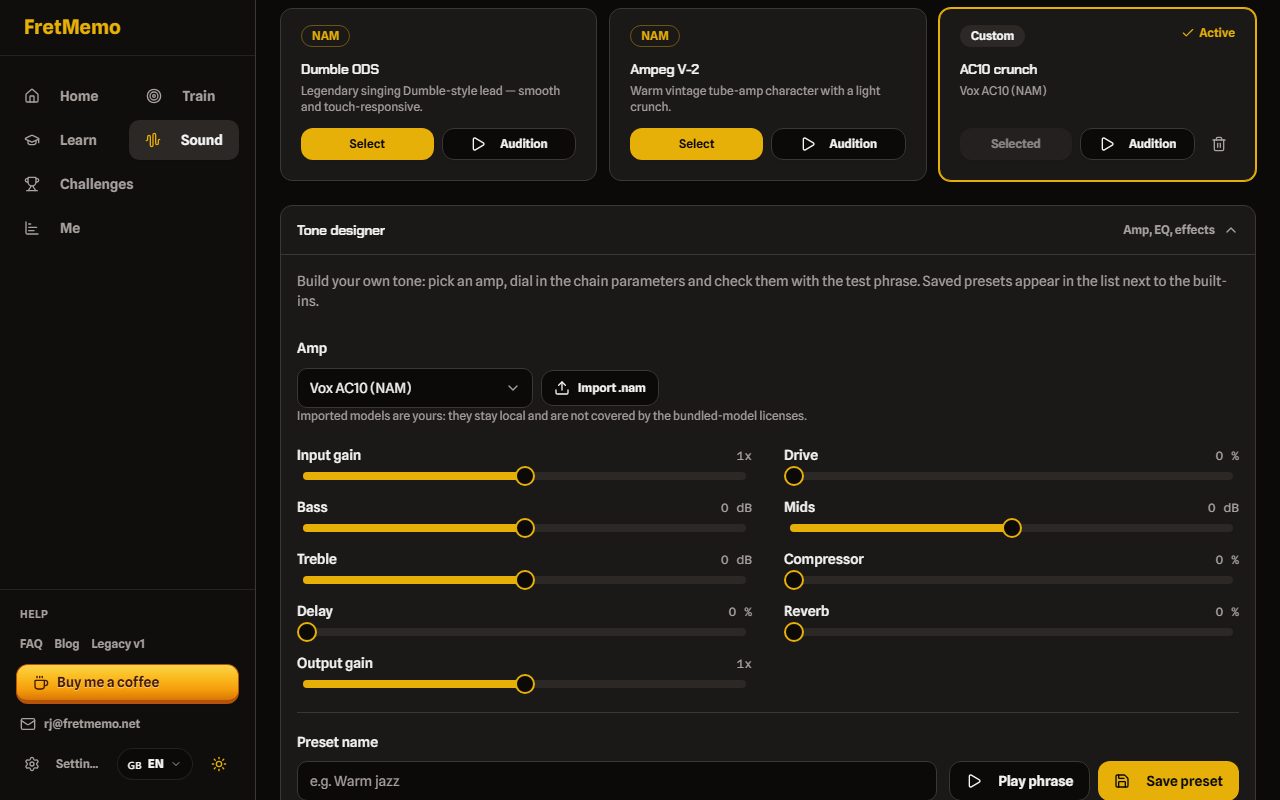 FretMemo
Home
Train
Learn
Sound
Challenges
Me
HELP
FAQ Blog Legacy v1
Buy me a coffee
rj@fretmemo.net
Settin...
GB EN
NAM
Dumble ODS
Legendary singing Dumble-style lead — smooth
and touch-responsive.
Select
Audition
NAM
Ampeg V-2
Warm vintage tube-amp character with a light
crunch.
Select
Audition
Custom
Active
AC10 crunch
Vox AC10 (NAM)
Selected
Audition
Tone designer
Amp, EQ, effects
Build your own tone: pick an amp, dial in the chain parameters and check them with the test phrase. Saved presets appear in the list next to the built-
ins.
Amp
Vox AC10 (NAM)
Import .nam
Imported models are yours: they stay local and are not covered by the bundled-model licenses.
Input gain 1x
Drive 0 %
Bass 0 dB
Mids 0 dB
Treble 0 dB
Compressor 0 %
Delay 0 %
Reverb 0 %
Output gain 1x
Preset name
e.g. Warm jazz
Play phrase
Save preset